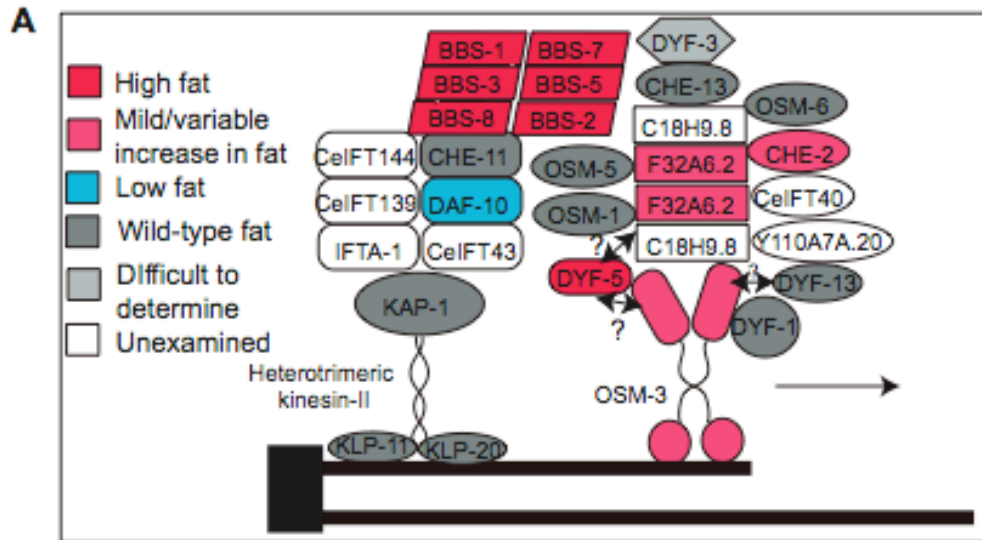 A
High fat
Mild/variable
increase in fat
Low fat
Wild-type fat
DIfficult to
determine
Unexamined
BBS-1
BBS-7
BBS-3
BBS-5
BBS-8
BBS-2
CeIFT144
CHE-11
CeIFT139
DAF-10
IFTA-1
CeIFT43
KAP-1
Heterotrimeric
kinesin-II
KLP-11
KLP-20
DYF-3
CHE-13
OSM-6
C18H9.8
CHE-2
OSM-5
F32A6.2
CeIFT40
OSM-1
F32A6.2
C18H9.8
Y110A7A.20
?
DYF-5
?
?
DYF-13
DYF-1
OSM-3